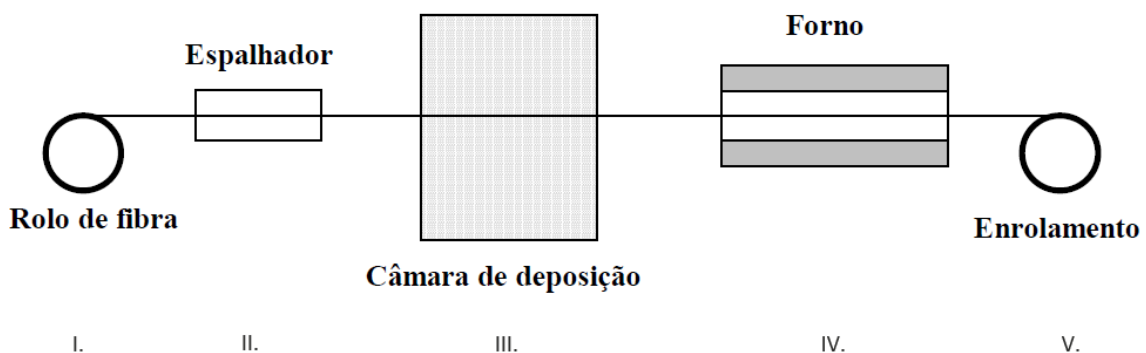 Forno
Espalhador
Rolo de fibra
Enrolamento
Câmara de deposição
I. II. III. IV. V.